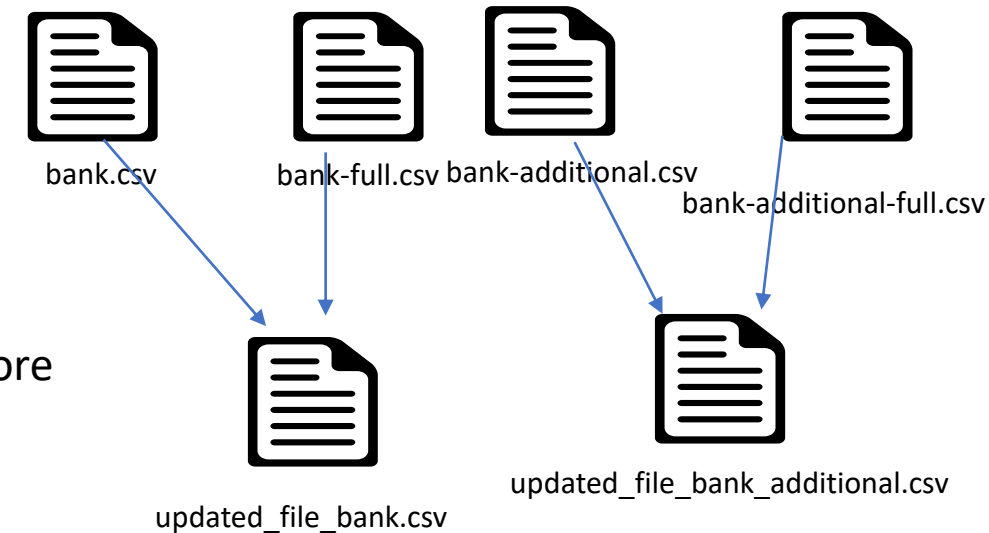 bank.csv
bank-full.csv
bank-additional.csv
bank-additional-full.csv
ore
updated_file_bank.csv
updated_file_bank_additional.csv